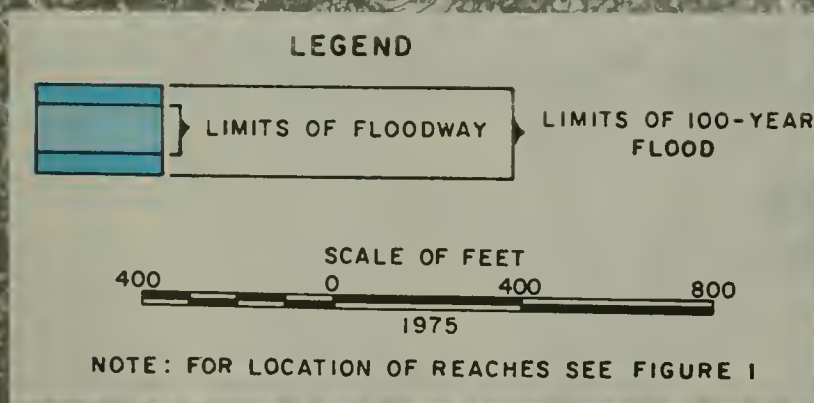 LEGEND
LIMITS OF FLOODWAY
LIMITS OF 100-YEAR
FLOOD
SCALE OF FEET
400 0 400 800
1975
NOTE: FOR LOCATION OF REACHES SEE FIGURE 1